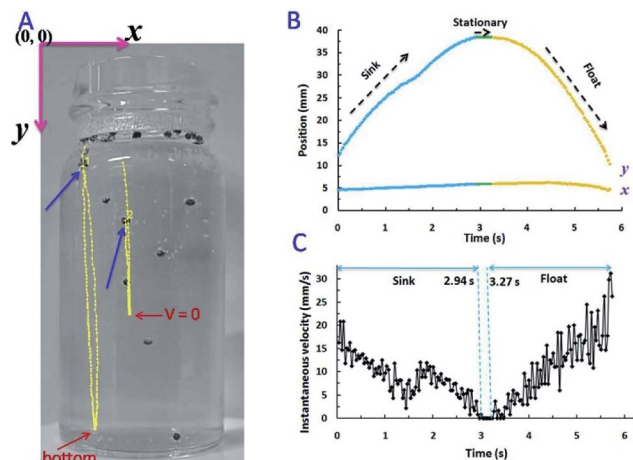 A
(0, 0)
x
y
V = 0
bottom
B
Position (mm)
40
35
30
25
20
15
10
5
0
Sink
Stationary
Float
y
x
0 1 2 3 4 5 6
Time (s)
C
Instantaneous velocity (mm/s)
30
25
20
15
10
5
0
Sink 2.94 s 3.27 s Float
0 1 2 3 4 5 6
Time (s)